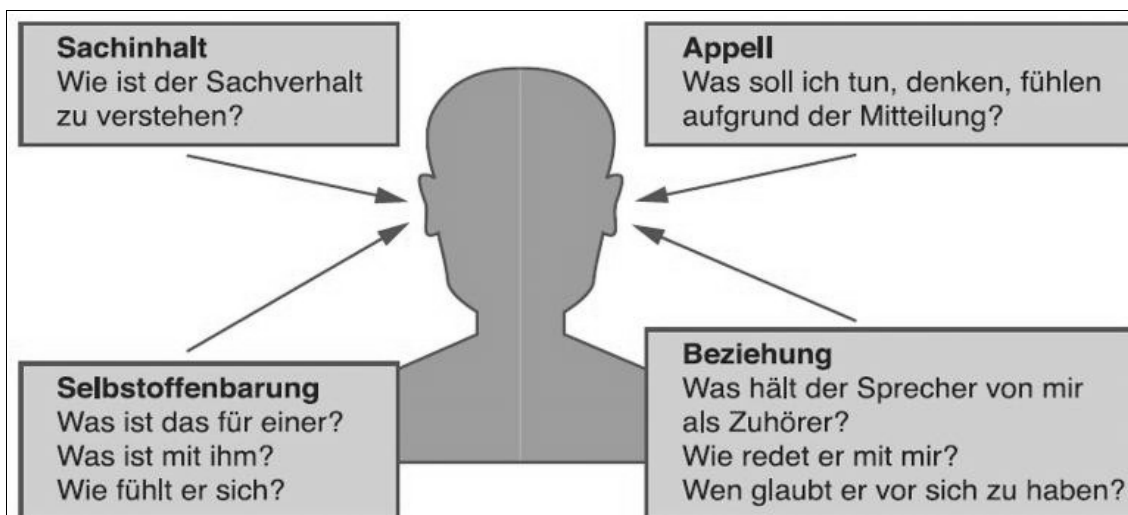 Sachinhalt
Wie ist der Sachverhalt
zu verstehen?
Appell
Was soll ich tun, denken, fühlen
aufgrund der Mitteilung?
Selbstoffenbarung
Was ist das für einer?
Was ist mit ihm?
Wie fühlt er sich?
Beziehung
Was hält der Sprecher von mir
als Zuhörer?
Wie redet er mit mir?
Wen glaubt er vor sich zu haben?